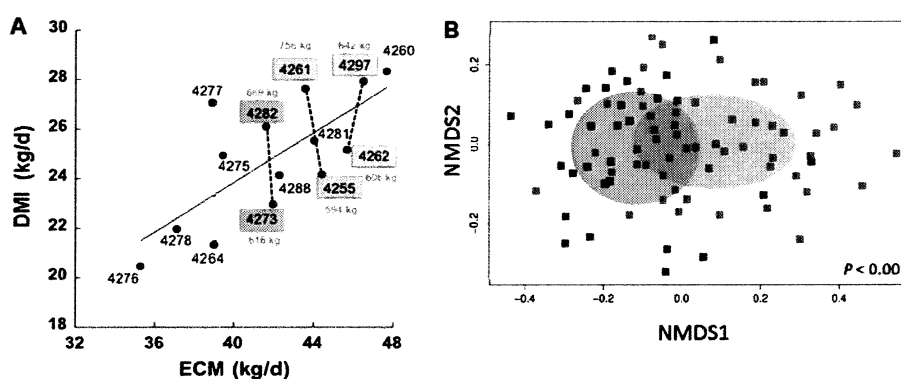 A
DMI (kg/d)
30
28
26
24
22
20
18
32
36
40
44
48
ECM (kg/d)
756 kg
642 kg
4260
4261
4297
4277
669 kg
4282
4281
4262
4275
606 kg
4288
4255
594 kg
4273
616 kg
4278
4264
4276
B
NMDS2
0.2
0.0
-0.2
-0.4
-0.2
0.0
0.2
0.4
P < 0.00
NMDS1